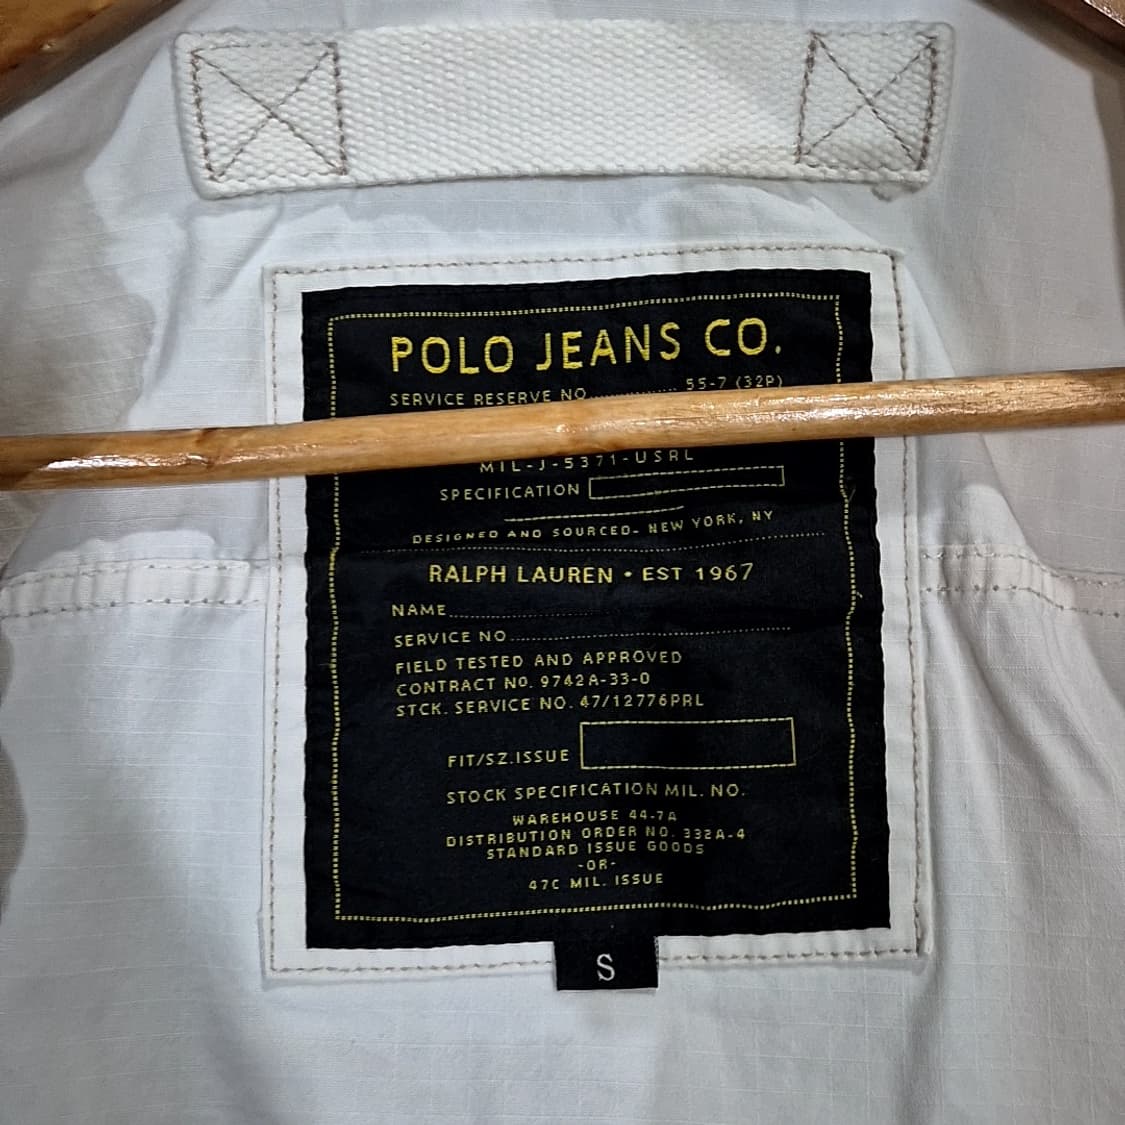 POLO JEANS CO.
SERVICE RESERVE NO............. 55-7 (32P)
MIL-J-5371-USRL
SPECIFICATION
DESIGNED AND SOURCED- NEW YORK, NY
RALPH LAUREN • EST 1967
NAME
SERVICE NO
FIELD TESTED AND APPROVED
CONTRACT NO. 9742A-33-0
STCK. SERVICE NO. 47/12776PRL
FIT/SZ.ISSUE
STOCK SPECIFICATION MIL. NO.
WAREHOUSE 44-7A
DISTRIBUTION ORDER NO. 332A-4
STANDARD ISSUE GOODS
-OR-
47C MIL. ISSUE
S